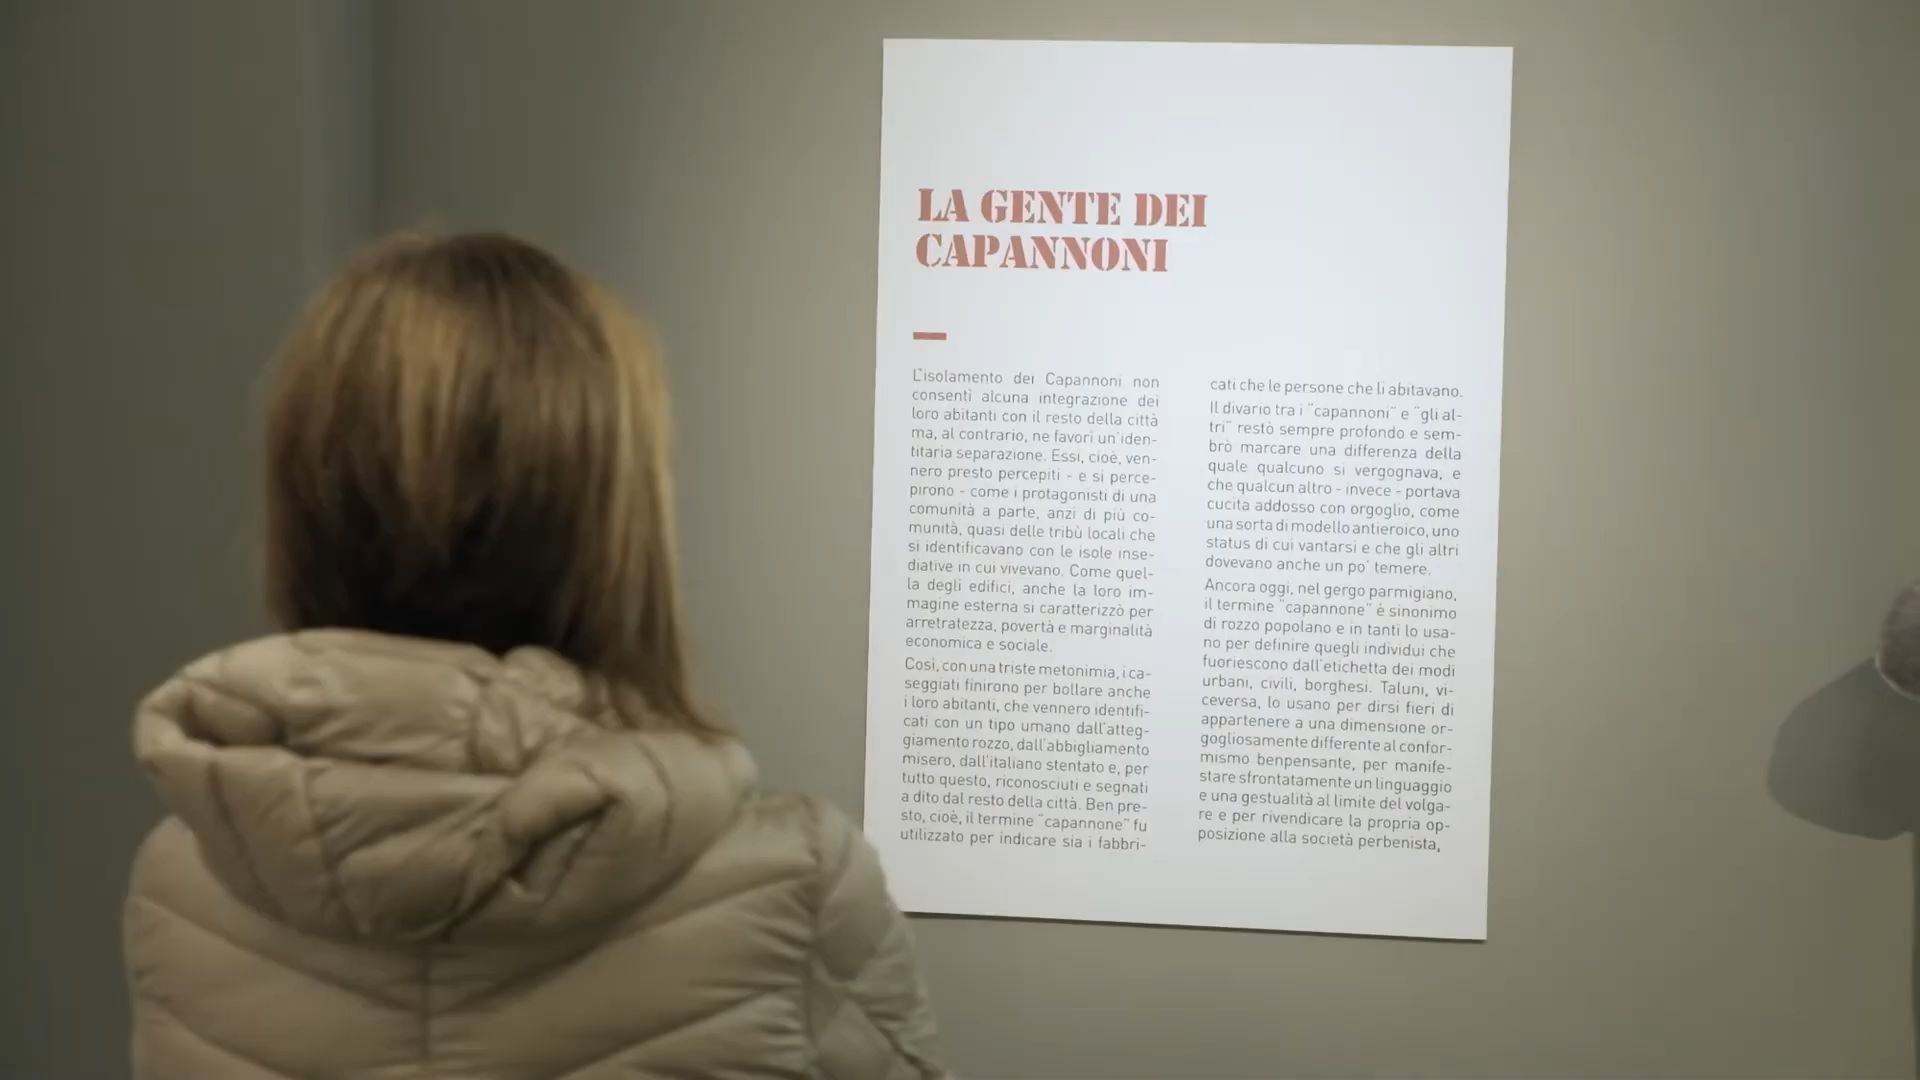 LA GENTE DEI
CAPANNONI
L'isolamento dei Capannoni non
consentì alcuna integrazione dei
loro abitanti con il resto della città
ma, al contrario, ne favorì un'iden-
titaria separazione. Essi, cioè, ven-
nero presto percepiti - e si perce-
pirono - come i protagonisti di una
comunità a parte, anzi di più co-
munità, quasi delle tribù locali che
si identificavano con le isole inse-
diative in cui vivevano. Come quel-
la degli edifici, anche la loro im-
magine esterna si caratterizzò per
arretratezza, povertà e marginalità
economica e sociale.
Così, con una triste metonimia, i ca-
seggiati finirono per bollare anche
i loro abitanti, che vennero identifi-
cati con un tipo umano dall'atteg-
giamento rozzo, dall'abbigliamento
misero, dall'italiano stentato e, per
tutto questo, riconosciuti e segnati
a dito dal resto della città. Ben pre-
sto, cioè, il termine "capannone" fu
utilizzato per indicare sia i fabbri-
cati che le persone che li abitavano.
Il divario tra i "capannoni" e "gli al-
tri" restò sempre profondo e sem-
brò marcare una differenza della
quale qualcuno si vergognava, e
che qualcun altro - invece - portava
cucita addosso con orgoglio, come
una sorta di modello antieroico, uno
status di cui vantarsi e che gli altri
dovevano anche un po' temere.
Ancora oggi, nel gergo parmigiano,
il termine "capannone" è sinonimo
di rozzo popolano e in tanti lo usa-
no per definire quegli individui che
fuoriescono dall'etichetta dei modi
urbani, civili, borghesi. Taluni, vi-
ceversa, lo usano per dirsi fieri di
appartenere a una dimensione or-
gogliosamente differente al confor-
mismo benpensante, per manife-
stare sfrontatamente un linguaggio
e una gestualità al limite del volga-
re e per rivendicare la propria op-
posizione alla società perbenista,